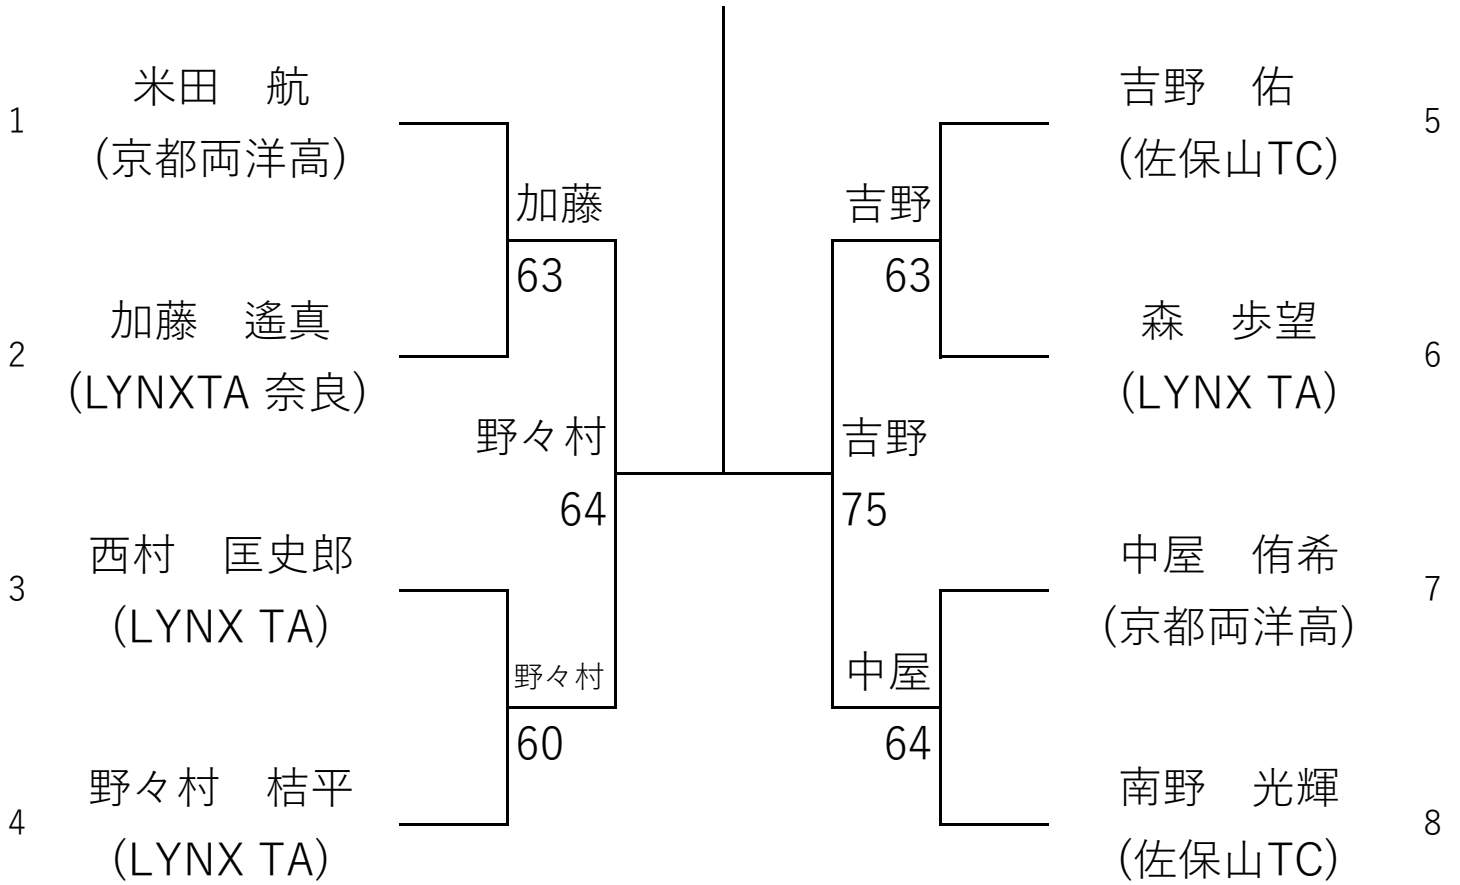 1
米田　航
(京都両洋高)
2
加藤　遙真
(LYNXTA 奈良)
3
西村　匡史郎
(LYNX TA)
4
野々村　桔平
(LYNX TA)
加藤
63
野々村
64
野々村
60
吉野
63
吉野
75
中屋
64
吉野　佑
(佐保山TC)
5
森　歩望
(LYNX TA)
6
中屋　侑希
(京都両洋高)
7
南野　光輝
(佐保山TC)
8